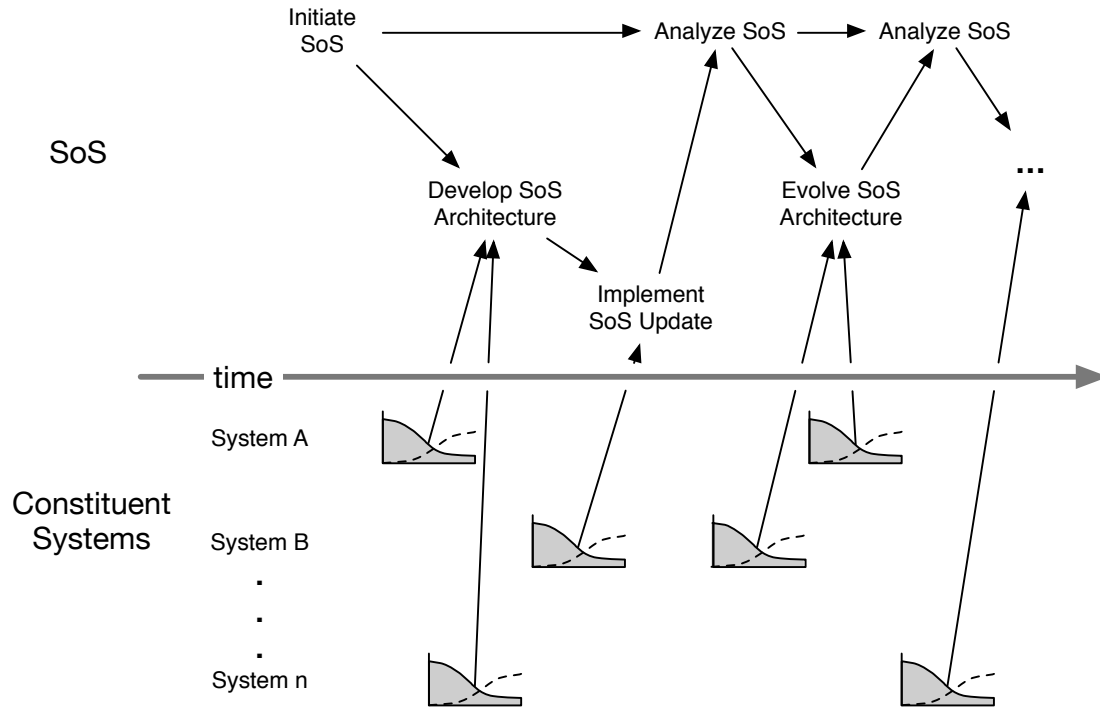 Initiate
SoS
Analyze SoS
Analyze SoS
SoS
...
Develop SoS
Architecture
Evolve SoS
Architecture
Implement
SoS Update
time
System A
Constituent
Systems
System B
.
.
.
System n